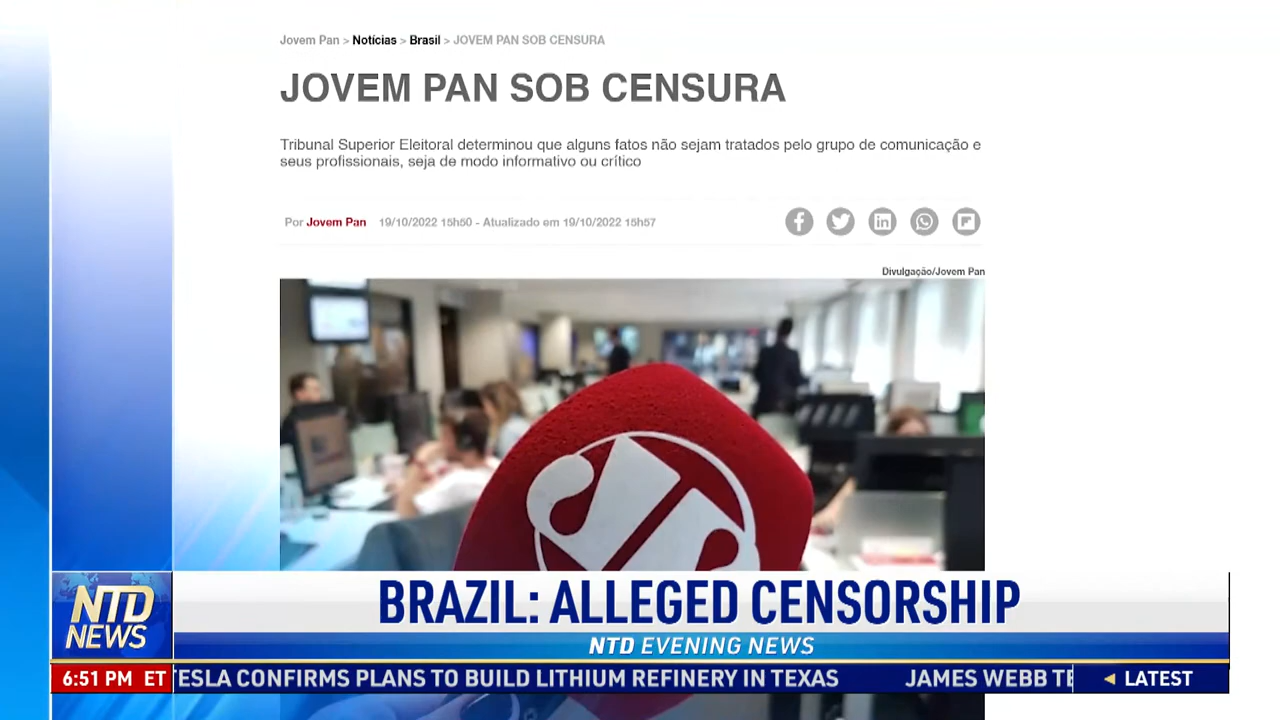 Jovem Pan > Notícias > Brasil > JOVEM PAN SOB CENSURA
JOVEM PAN SOB CENSURA
Tribunal Superior Eleitoral determinou que alguns fatos não sejam tratados pelo grupo de comunicação e
seus profissionais, seja de modo informativo ou crítico
Por Jovem Pan 19/10/2022 15h50 - Atualizado em 19/10/2022 15h57
Divulgação/Jovem Pan
BRAZIL: ALLEGED CENSORSHIP
NTD
NEWS
NTD EVENING NEWS
6:51 PM ET TESLA CONFIRMS PLANS TO BUILD LITHIUM REFINERY IN TEXAS JAMES WEBB TE ◄ LATEST